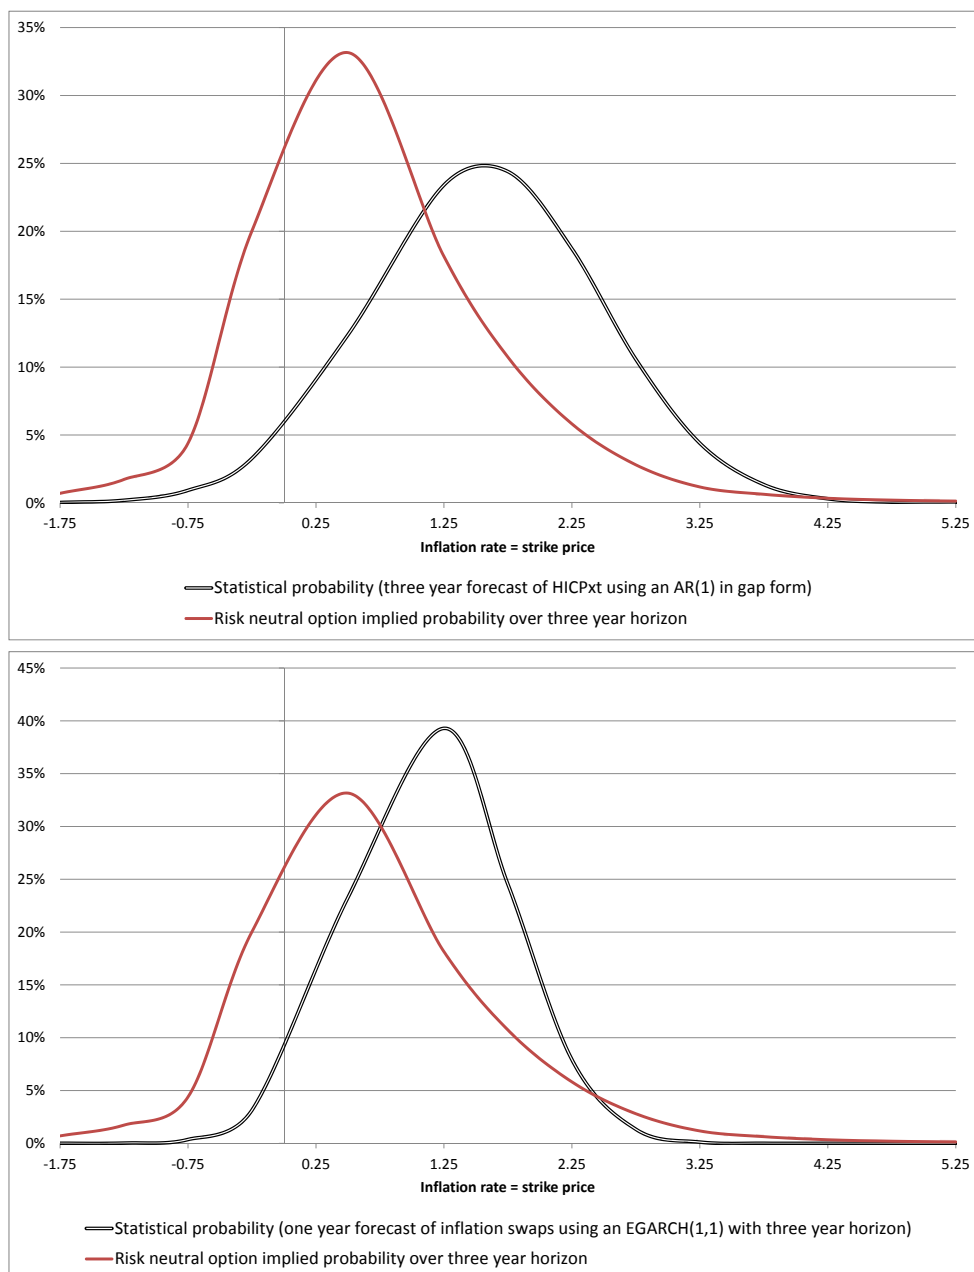 35%
30%
25%
20%
15%
10%
5%
0%
-1.75 -0.75 0.25 1.25 2.25 3.25 4.25 5.25
Inflation rate = strike price
Statistical probability (three year forecast of HICPxt using an AR(1) in gap form)
Risk neutral option implied probability over three year horizon
45%
40%
35%
30%
25%
20%
15%
10%
5%
0%
-1.75 -0.75 0.25 1.25 2.25 3.25 4.25 5.25
Inflation rate = strike price
Statistical probability (one year forecast of inflation swaps using an EGARCH(1,1) with three year horizon)
Risk neutral option implied probability over three year horizon